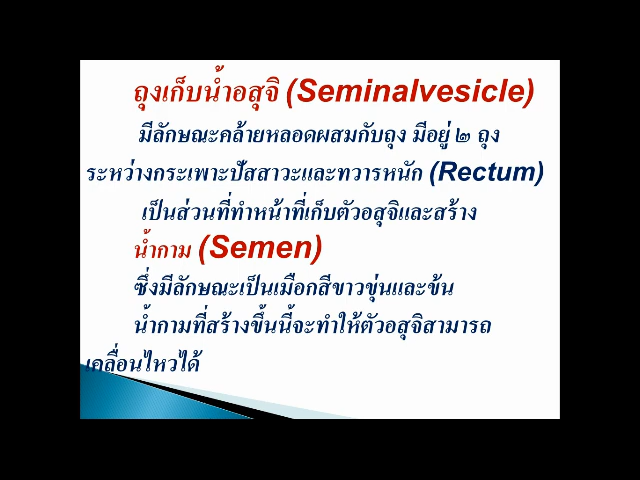 ถุงเก็บน้ำอสุจิ (Seminalvesicle)
มีลักษณะคล้ายหลอดผสมกับถุง มีอยู่ ๒ ถุง
ระหว่างกระเพาะปัสสาวะและทวารหนัก (Rectum)
เป็นส่วนที่ทำหน้าที่เก็บตัวอสุจิและสร้าง
น้ำกาม (Semen)
ซึ่งมีลักษณะเป็นเมือกสีขาวขุ่นและข้น
น้ำกามที่สร้างขึ้นนี้จะทำให้ตัวอสุจิสามารถ
เคลื่อนไหวได้